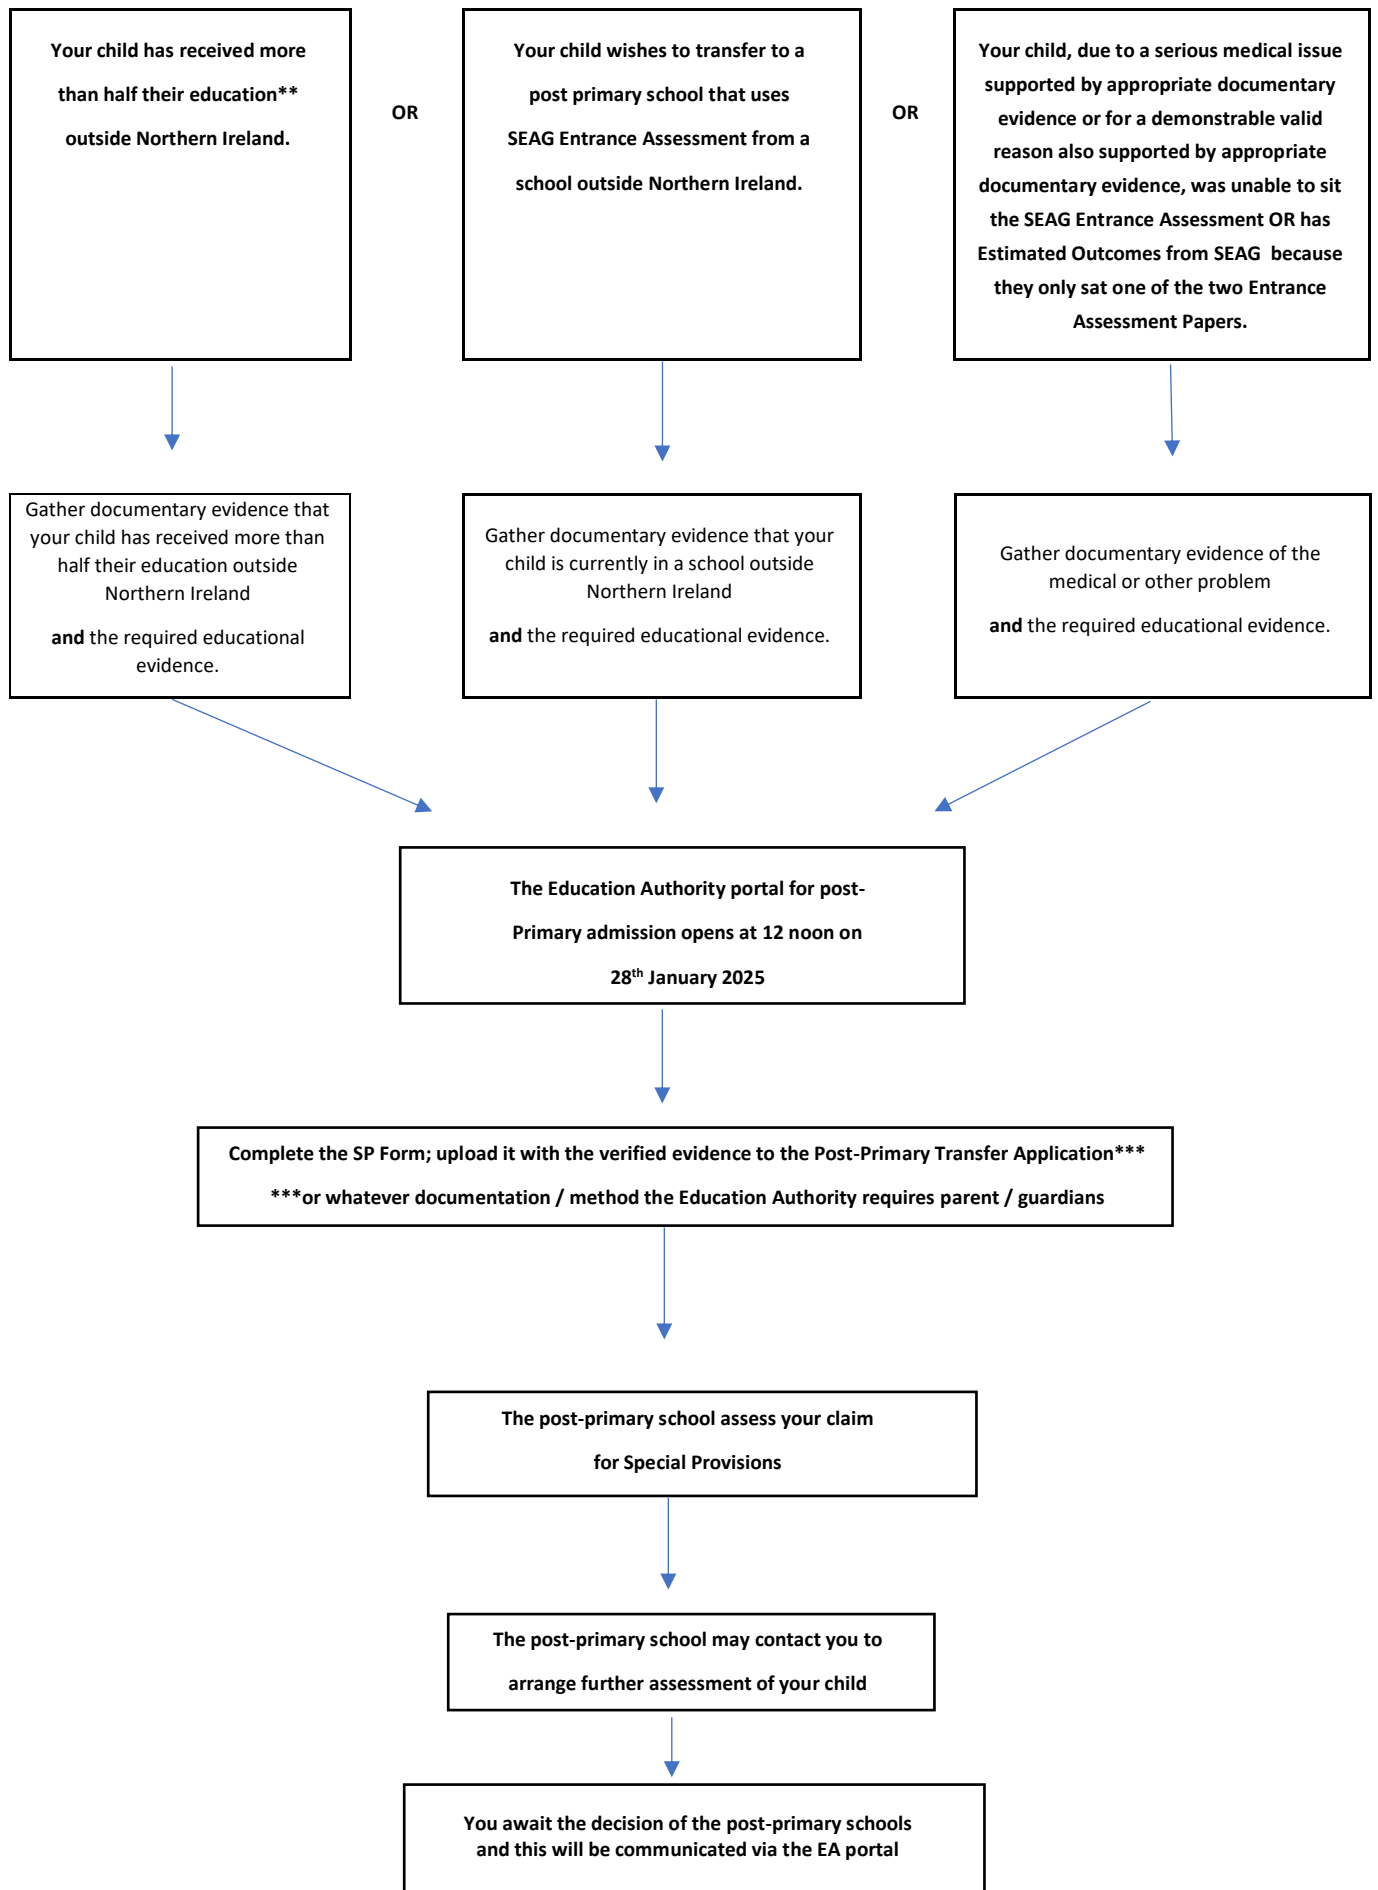 Your child has received more
than half their education**
outside Northern Ireland.
OR
Your child wishes to transfer to a
post primary school that uses
SEAG Entrance Assessment from a
school outside Northern Ireland.
OR
Your child, due to a serious medical issue
supported by appropriate documentary
evidence or for a demonstrable valid
reason also supported by appropriate
documentary evidence, was unable to sit
the SEAG Entrance Assessment OR has
Estimated Outcomes from SEAG because
they only sat one of the two Entrance
Assessment Papers.
Gather documentary evidence that
your child has received more than
half their education outside
Northern Ireland
and the required educational
evidence.
Gather documentary evidence that your
child is currently in a school outside
Northern Ireland
and the required educational evidence.
Gather documentary evidence of the
medical or other problem
and the required educational evidence.
The Education Authority portal for post-
Primary admission opens at 12 noon on
28th January 2025
Complete the SP Form; upload it with the verified evidence to the Post-Primary Transfer Application***
***or whatever documentation / method the Education Authority requires parent / guardians
The post-primary school assess your claim
for Special Provisions
The post-primary school may contact you to
arrange further assessment of your child
You await the decision of the post-primary schools
and this will be communicated via the EA portal